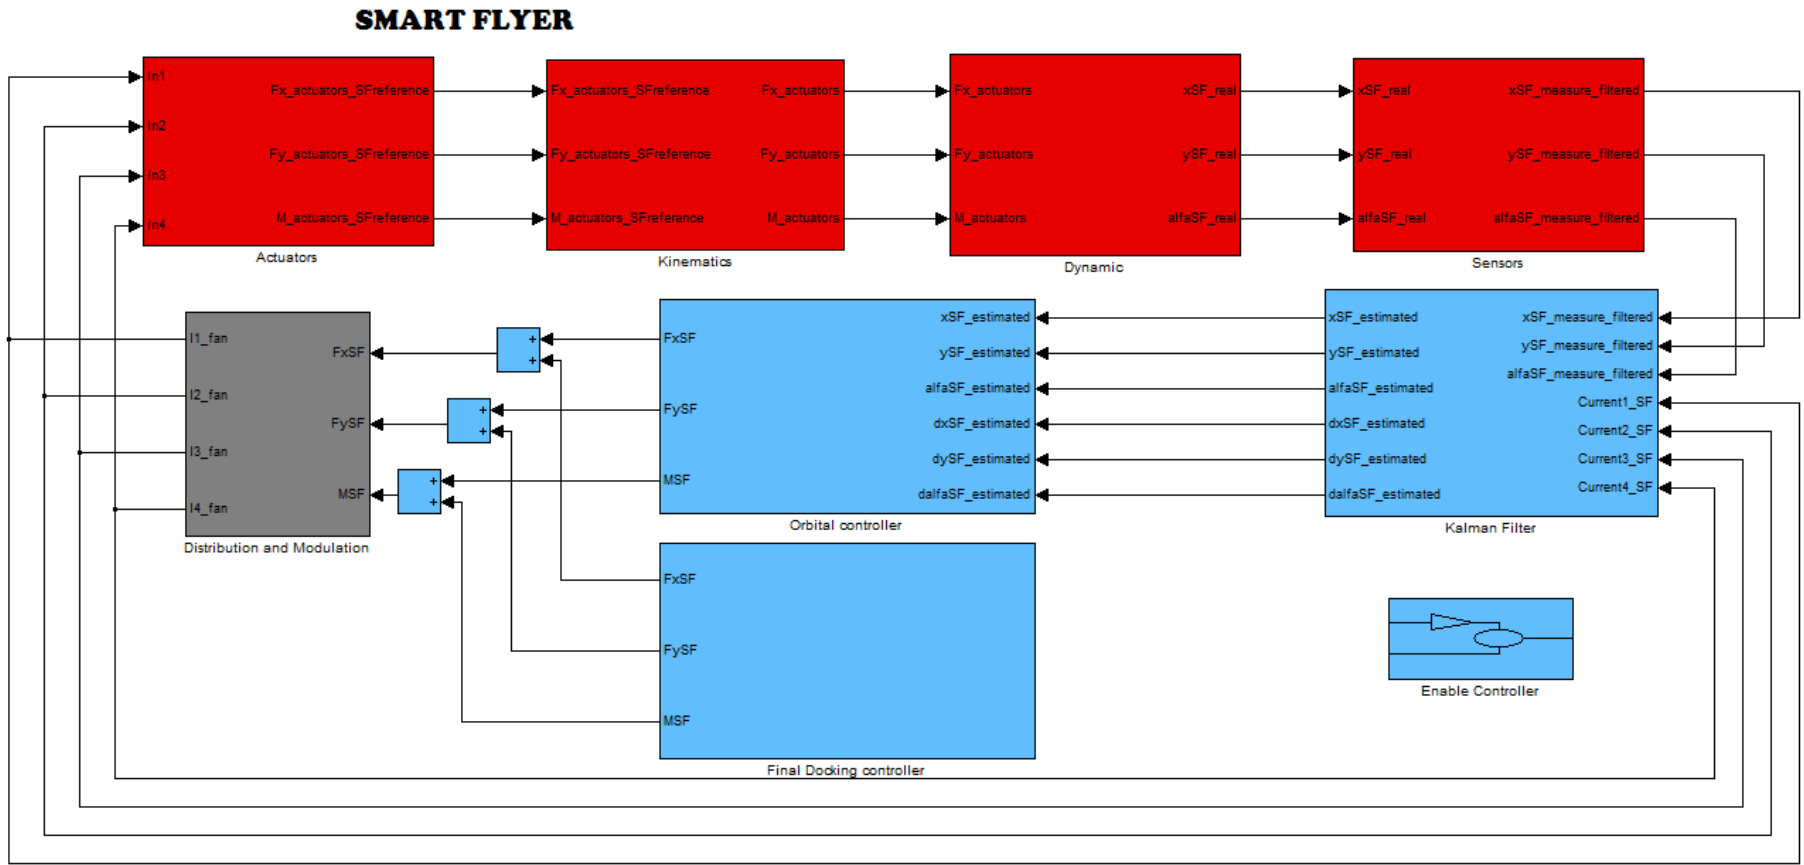 SMART FLYER
In1
In2
In3
In4
Fx_actuators_SFreference
Fy_actuators_SFreference
M_actuators_SFreference
Actuators
Fx_actuators_SFreference
Fy_actuators_SFreference
M_actuators_SFreference
Fx_actuators
Fy_actuators
M_actuators
Kinematics
Fx_actuators
Fy_actuators
M_actuators
xSF_real
ySF_real
alfaSF_real
Dynamic
xSF_real
ySF_real
alfaSF_real
xSF_measure_filtered
ySF_measure_filtered
alfaSF_measure_filtered
Sensors
I1_fan
I2_fan
I3_fan
I4_fan
FxSF
FySF
MSF
Distribution and Modulation
+
+
+
+
+
+
FxSF
FySF
MSF
xSF_estimated
ySF_estimated
alfaSF_estimated
dxSF_estimated
dySF_estimated
dalfaSF_estimated
Orbital controller
xSF_estimated
ySF_estimated
alfaSF_estimated
dxSF_estimated
dySF_estimated
dalfaSF_estimated
xSF_measure_filtered
ySF_measure_filtered
alfaSF_measure_filtered
Current1_SF
Current2_SF
Current3_SF
Current4_SF
Kalman Filter
FxSF
FySF
MSF
Final Docking controller
Enable Controller